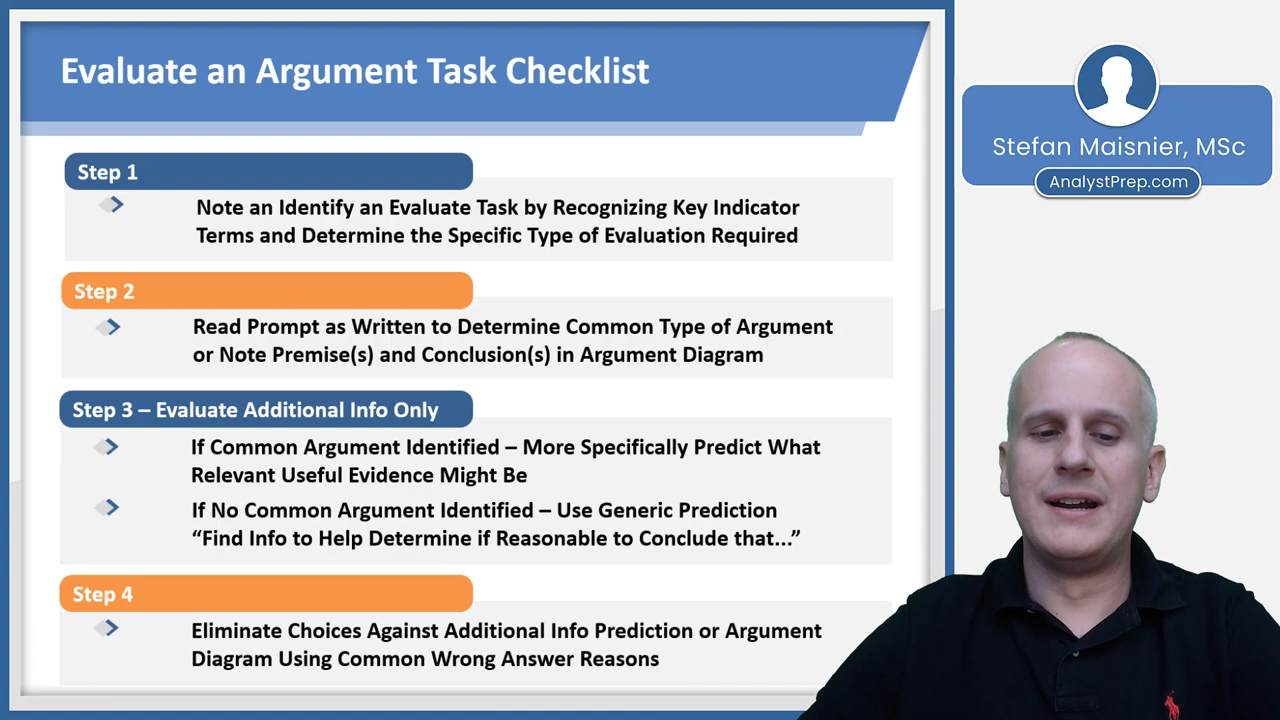 Evaluate an Argument Task Checklist
Step 1
Note an Identify an Evaluate Task by Recognizing Key Indicator
Terms and Determine the Specific Type of Evaluation Required
Step 2
Read Prompt as Written to Determine Common Type of Argument
or Note Premise(s) and Conclusion(s) in Argument Diagram
Step 3 – Evaluate Additional Info Only
If Common Argument Identified – More Specifically Predict What
Relevant Useful Evidence Might Be
If No Common Argument Identified – Use Generic Prediction
“Find Info to Help Determine if Reasonable to Conclude that...”
Step 4
Eliminate Choices Against Additional Info Prediction or Argument
Diagram Using Common Wrong Answer Reasons
Stefan Maisnier, MSc
AnalystPrep.com